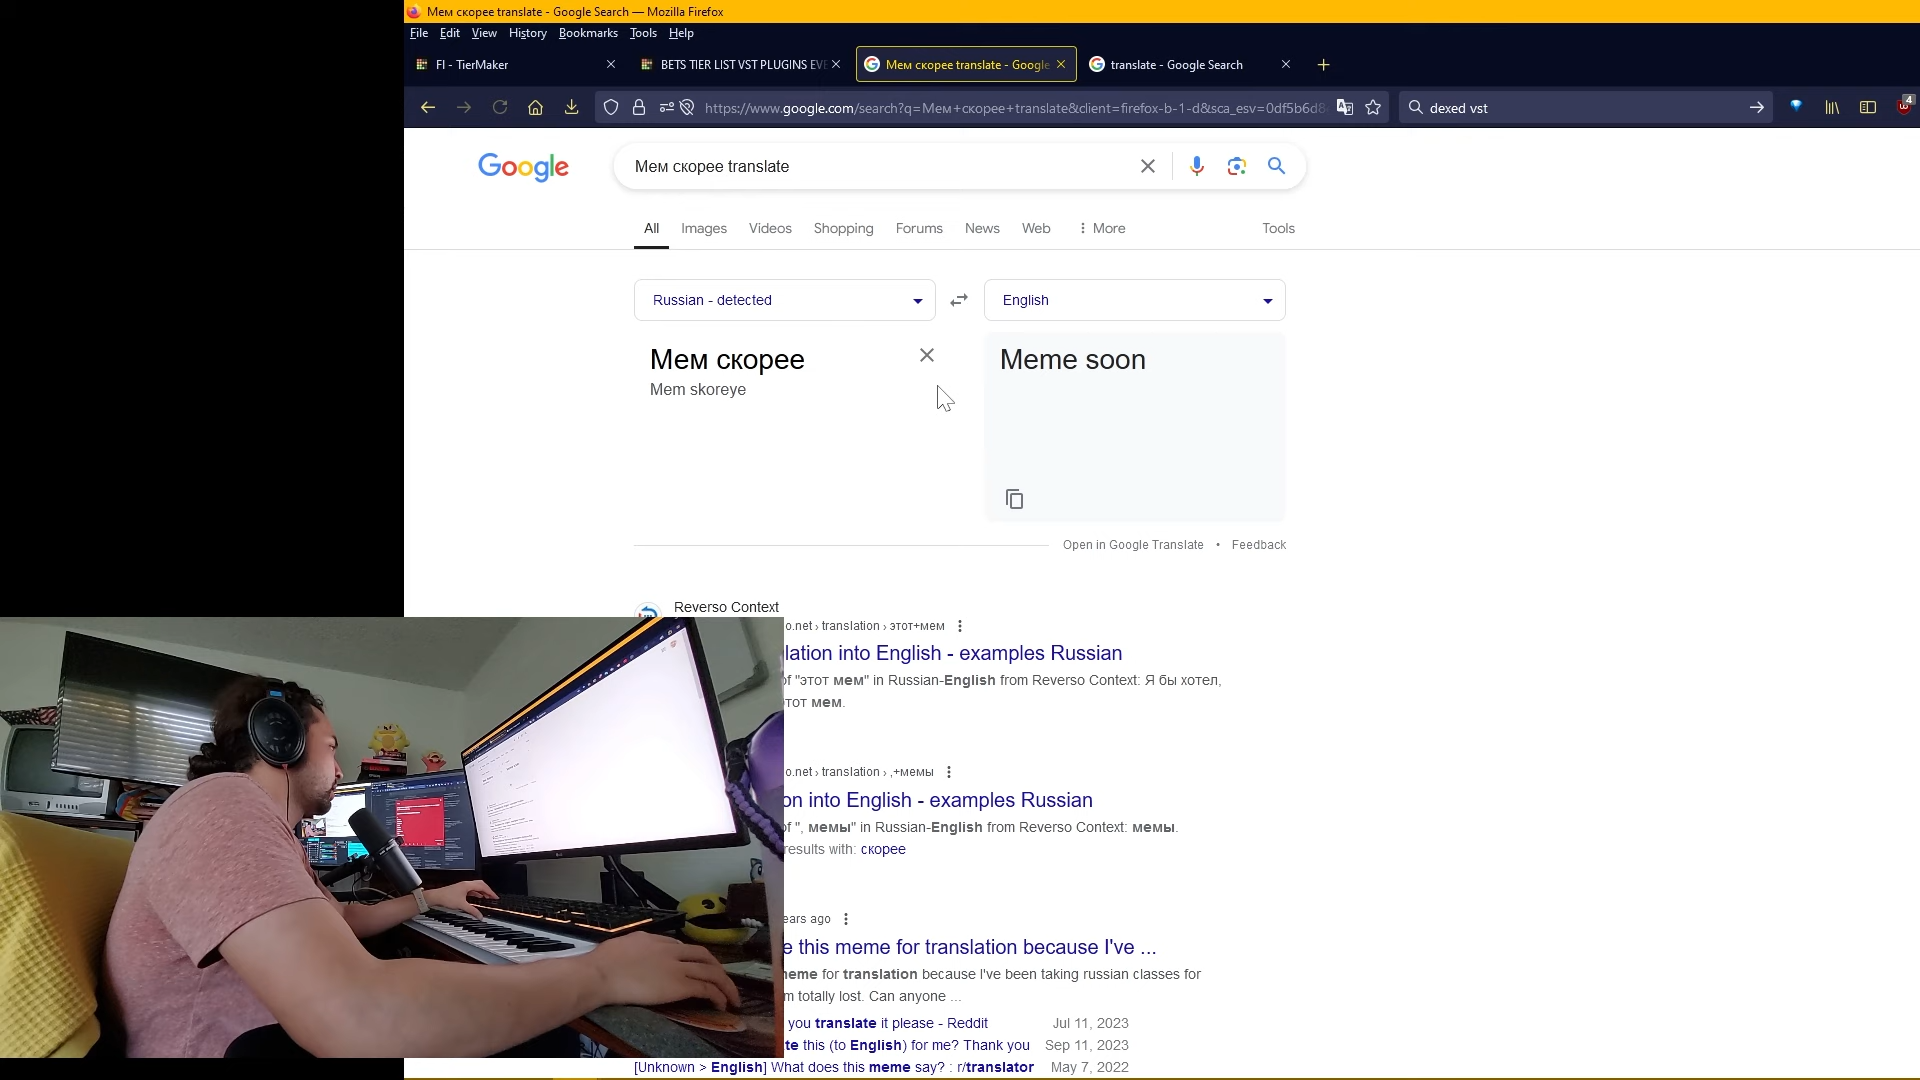 Мем скорее translate - Google Search — Mozilla Firefox
File Edit View History Bookmarks Tools Help
FI - TierMaker
BETS TIER LIST VST PLUGINS EVE
Мем скорее translate - Google
translate - Google Search
https://www.google.com/search?q=Мем+скорее+translate&client=firefox-b-1-d&sca_esv=0df5b6d8
dexed vst
4
Google
Мем скорее translate
All Images Videos Shopping Forums News Web More Tools
Russian - detected
English
Мем скорее
Mem skoreye
Meme soon
Open in Google Translate • Feedback
Reverso Context
o.net › translation › этот+мем
lation into English - examples Russian
of "этот мем" in Russian-English from Reverso Context: Я бы хотел,
тот мем.
o.net › translation › ,+мемы
on into English - examples Russian
of ", мемы" in Russian-English from Reverso Context: мемы.
results with: скорее
ears ago
e this meme for translation because I've ...
neme for translation because I've been taking russian classes for
m totally lost. Can anyone ...
you translate it please - Reddit Jul 11, 2023
te this (to English) for me? Thank you Sep 11, 2023
[Unknown > English] What does this meme say? : r/translator May 7, 2022